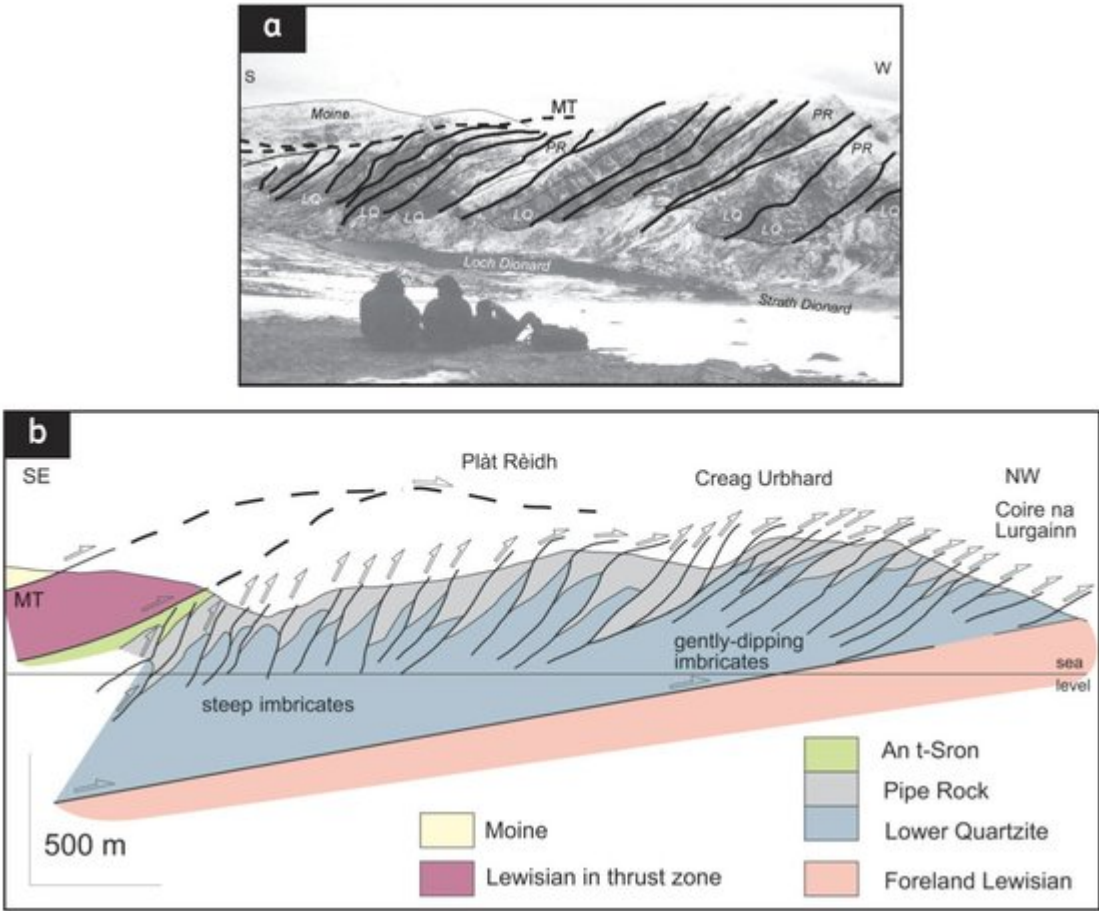 a
S
W
Moine
MT
PR
PR
PR
LQ
LQ
LQ
LQ
LQ
LQ
LQ
Loch Dionard
Strath Dionard
b
SE
Plàt Rèidh
Creag Urbhard
NW
Coire na
Lurgainn
MT
gently-dipping
imbricates
sea
level
steep imbricates
500 m
An t-Sron
Pipe Rock
Lower Quartzite
Moine
Lewisian in thrust zone
Foreland Lewisian